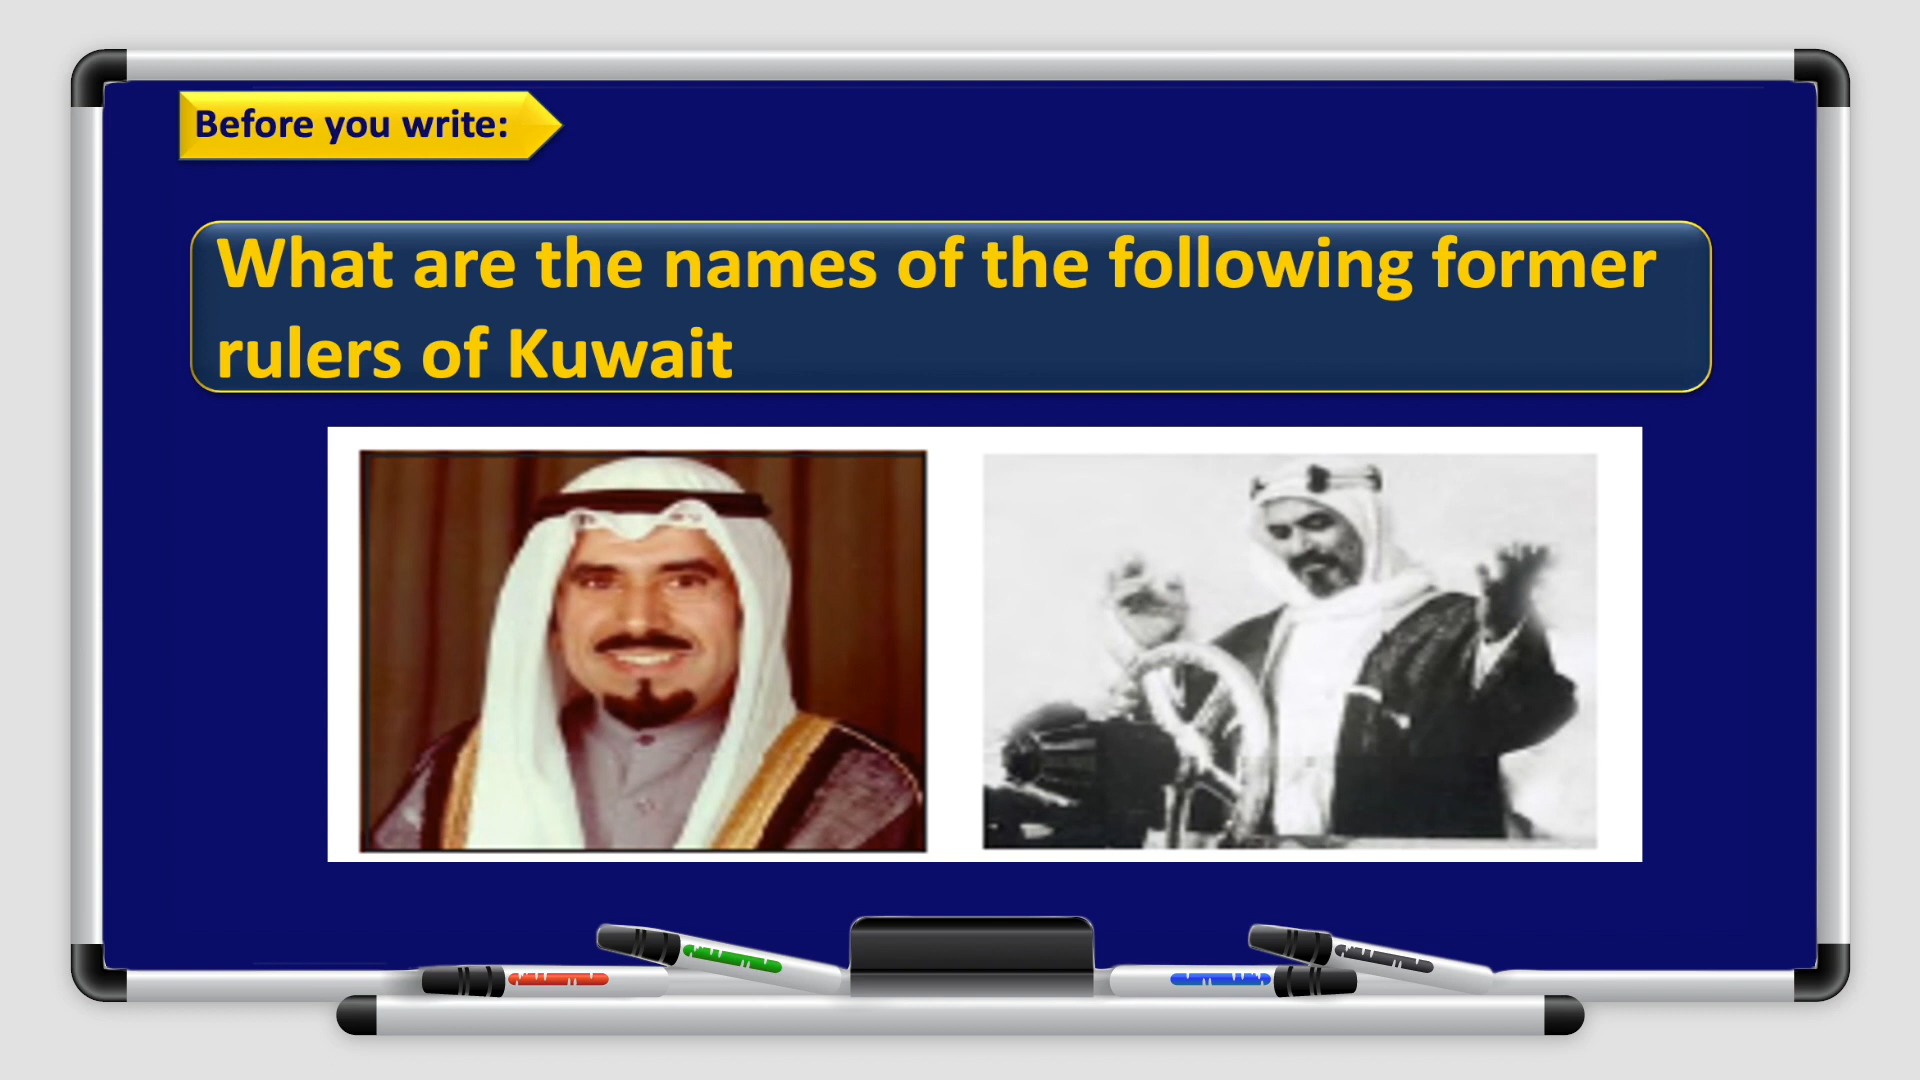 Before you write:
What are the names of the following former
rulers of Kuwait